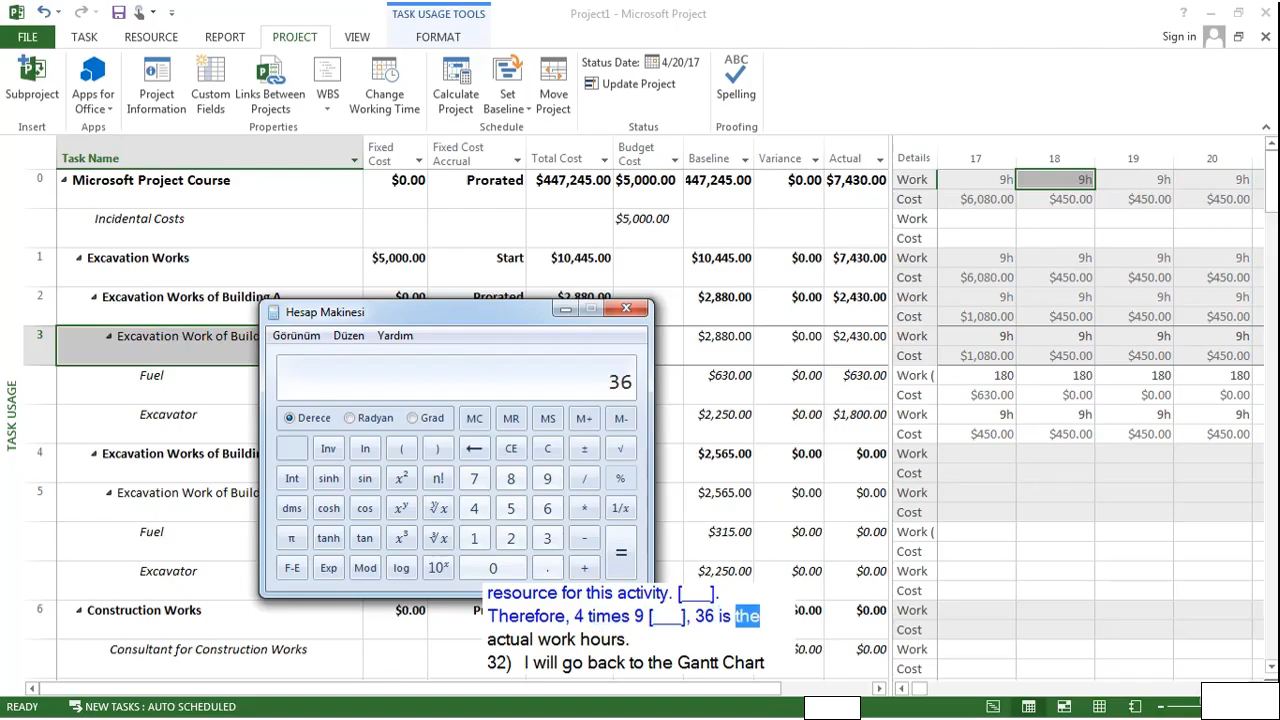 TASK USAGE TOOLS
Project1 - Microsoft Project
FILE TASK RESOURCE REPORT PROJECT VIEW FORMAT Sign in
Subproject
Apps for Office
Project Information
Custom Fields
Links Between Projects
WBS
Change Working Time
Calculate Project
Set Baseline
Move Project
Status Date: 4/20/17
Update Project
ABC
Spelling
Insert Apps Properties Schedule Status Proofing
Task Name Fixed Cost Fixed Cost Accrual Total Cost Budget Cost Baseline Variance Actual Details 17 18 19 20
0 Microsoft Project Course $0.00 Prorated $447,245.00 $5,000.00 447,245.00 $0.00 $7,430.00 Work 9h 9h 9h 9h
Cost $6,080.00 $450.00 $450.00 $450.00
Incidental Costs $5,000.00 Work
Cost
1 Excavation Works $5,000.00 Start $10,445.00 $10,445.00 $0.00 $7,430.00 Work 9h 9h 9h 9h
Cost $6,080.00 $450.00 $450.00 $450.00
2 Excavation Works of Building A $0.00 Prorated $2,880.00 $2,880.00 $0.00 $2,430.00 Work 9h 9h 9h 9h
Cost $1,080.00 $450.00 $450.00 $450.00
3 Excavation Work of Build $2,880.00 $0.00 $2,430.00 Work 9h 9h 9h 9h
Cost $1,080.00 $450.00 $450.00 $450.00
Fuel $630.00 $0.00 $630.00 Work ( 180 180 180 180
Cost $630.00 $0.00 $0.00 $0.00
Excavator $2,250.00 $0.00 $1,800.00 Work 9h 9h 9h 9h
Cost $450.00 $450.00 $450.00 $450.00
4 Excavation Works of Buildin $2,565.00 $0.00 $0.00 Work
Cost
5 Excavation Work of Build $2,565.00 $0.00 $0.00 Work
Cost
Fuel $315.00 $0.00 $0.00 Work (
Cost
Excavator $2,250.00 $0.00 $0.00 Work
Cost
6 Construction Works $0.00 $0.00 $0.00 Work
Cost
Consultant for Construction Works $0.00 $0.00 Work
Cost
TASK USAGE
Hesap Makinesi
Görünüm Düzen Yardım
36
Derece Radyan Grad MC MR MS M+ M-
Inv ln ( ) ← CE C ± √
Int sinh sin x² n! 7 8 9 / %
dms cosh cos xʸ ʸ√x 4 5 6 * 1/x
π tanh tan x³ ³√x 1 2 3 - =
F-E Exp Mod log 10ˣ 0 . +
resource for this activity. [___].
Therefore, 4 times 9 [___], 36 is the
actual work hours.
32) I will go back to the Gantt Chart
READY NEW TASKS : AUTO SCHEDULED